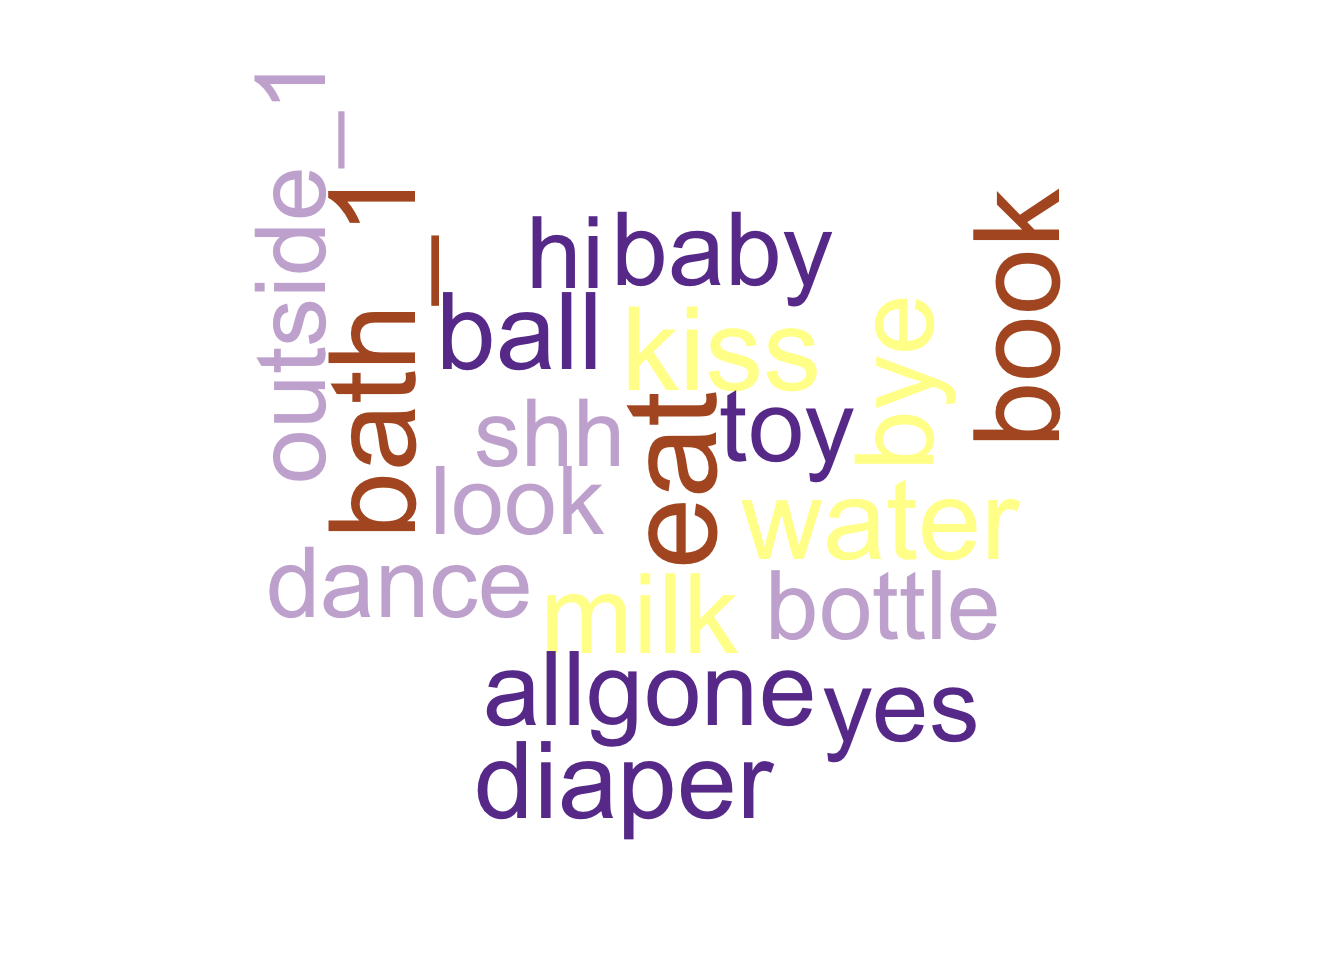 outside_1
bath_1
hi
baby
book
ball
kiss
bye
shh
eat
toy
look
water
dance
milk
bottle
allgone
yes
diaper